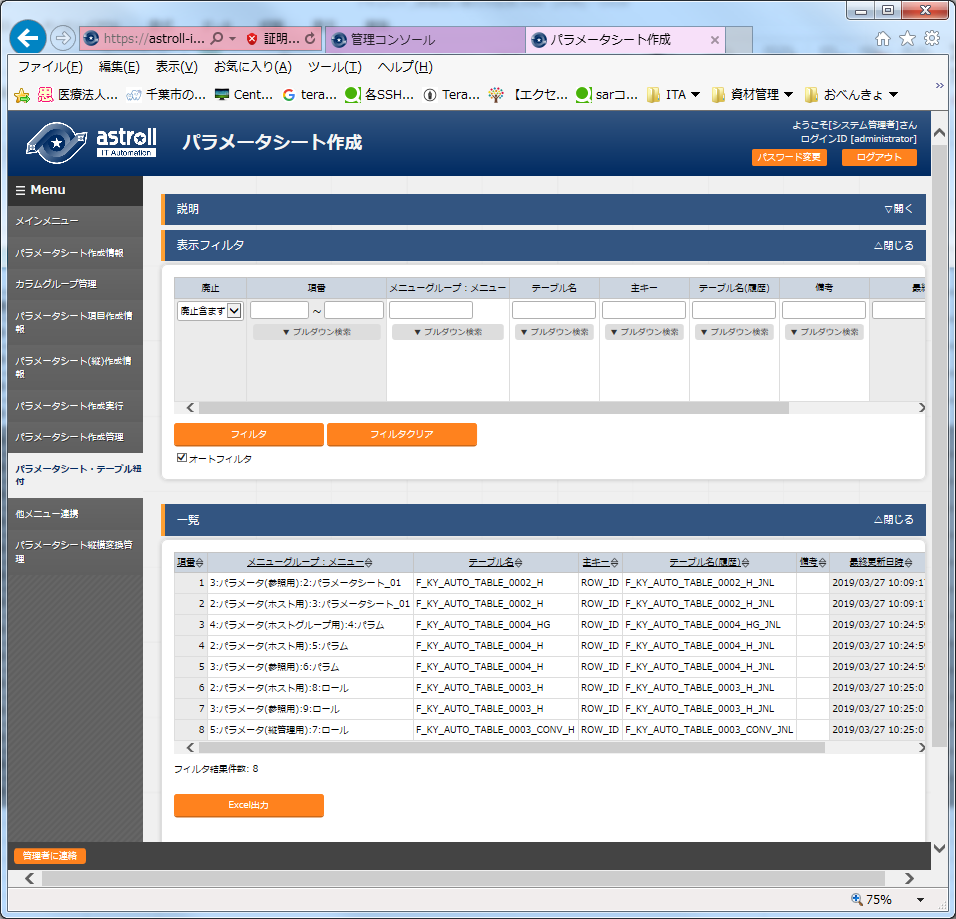 https://astroll-i...
証明...
管理コンソール
パラメータシート作成
ファイル(F) 編集(E) 表示(V) お気に入り(A) ツール(T) ヘルプ(H)
医療法人... 千葉市の... Cent... tera... 各SSH... Tera... 【エクセ... sarコ... ITA 資材管理 おべんきょ
astroll
IT Automation
パラメータシート作成
ようこそ[システム管理者]さん
ログインID [administrator]
パスワード変更 ログアウト
☰ Menu
メインメニュー
パラメータシート作成情報
カラムグループ管理
パラメータシート項目作成情
報
パラメータシート(縦)作成情
報
パラメータシート作成実行
パラメータシート作成管理
パラメータシート・テーブル紐
付
他メニュー連携
パラメータシート縦横変換管
理
説明 ▽開く
表示フィルタ △閉じる
廃止 項番 メニューグループ：メニュー テーブル名 主キー テーブル名(履歴) 備考 最終
廃止含まず ～
▼ プルダウン検索 ▼ プルダウン検索 ▼ プルダウン検索 ▼ プルダウン検索 ▼ プルダウン検索 ▼ プルダウン検索
フィルタ フィルタクリア
オートフィルタ
一覧 △閉じる
項番 メニューグループ：メニュー テーブル名 主キー テーブル名(履歴) 備考 最終更新日時
1 3:パラメータ(参照用):2:パラメータシート_01 F_KY_AUTO_TABLE_0002_H ROW_ID F_KY_AUTO_TABLE_0002_H_JNL 2019/03/27 10:09:17
2 2:パラメータ(ホスト用):3:パラメータシート_01 F_KY_AUTO_TABLE_0002_H ROW_ID F_KY_AUTO_TABLE_0002_H_JNL 2019/03/27 10:09:17
3 4:パラメータ(ホストグループ用):4:パラム F_KY_AUTO_TABLE_0004_HG ROW_ID F_KY_AUTO_TABLE_0004_HG_JNL 2019/03/27 10:24:59
4 2:パラメータ(ホスト用):5:パラム F_KY_AUTO_TABLE_0004_H ROW_ID F_KY_AUTO_TABLE_0004_H_JNL 2019/03/27 10:24:59
5 3:パラメータ(参照用):6:パラム F_KY_AUTO_TABLE_0004_H ROW_ID F_KY_AUTO_TABLE_0004_H_JNL 2019/03/27 10:24:59
6 2:パラメータ(ホスト用):8:ロール F_KY_AUTO_TABLE_0003_H ROW_ID F_KY_AUTO_TABLE_0003_H_JNL 2019/03/27 10:25:0
7 3:パラメータ(参照用):9:ロール F_KY_AUTO_TABLE_0003_H ROW_ID F_KY_AUTO_TABLE_0003_H_JNL 2019/03/27 10:25:0
8 5:パラメータ(縦管理用):7:ロール F_KY_AUTO_TABLE_0003_CONV_H ROW_ID F_KY_AUTO_TABLE_0003_CONV_JNL 2019/03/27 10:25:0
フィルタ結果件数: 8
Excel出力
管理者に連絡
75%